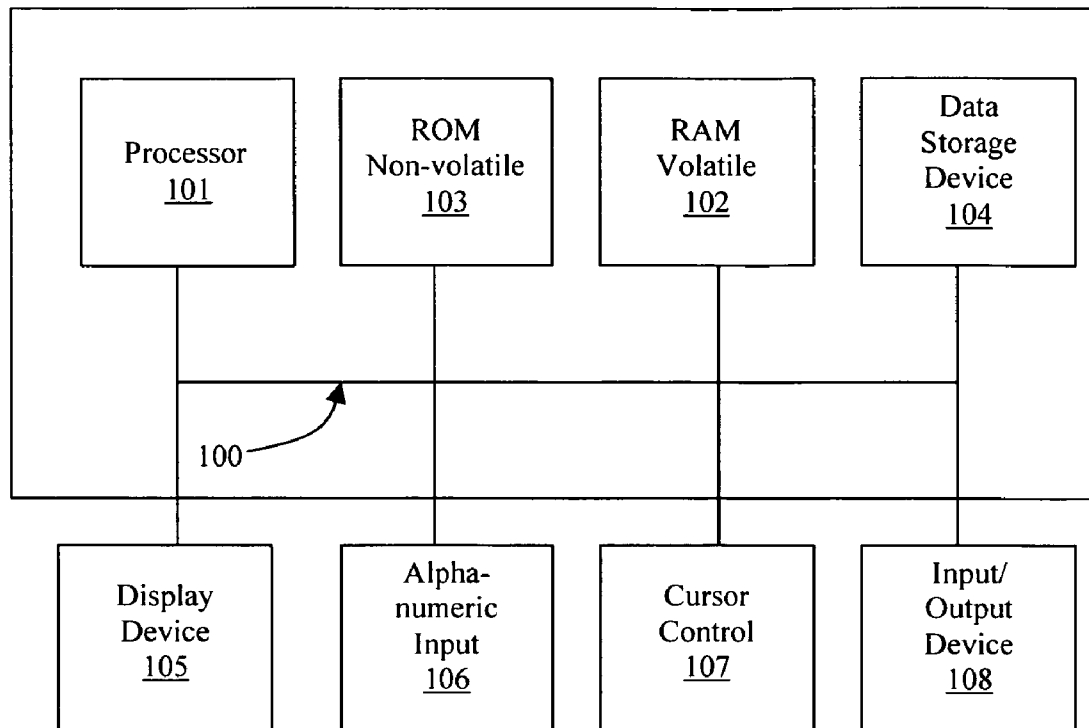 Processor
101
ROM
Non-volatile
103
RAM
Volatile
102
Data
Storage
Device
104
100
Display
Device
105
Alpha-
numeric
Input
106
Cursor
Control
107
Input/
Output
Device
108